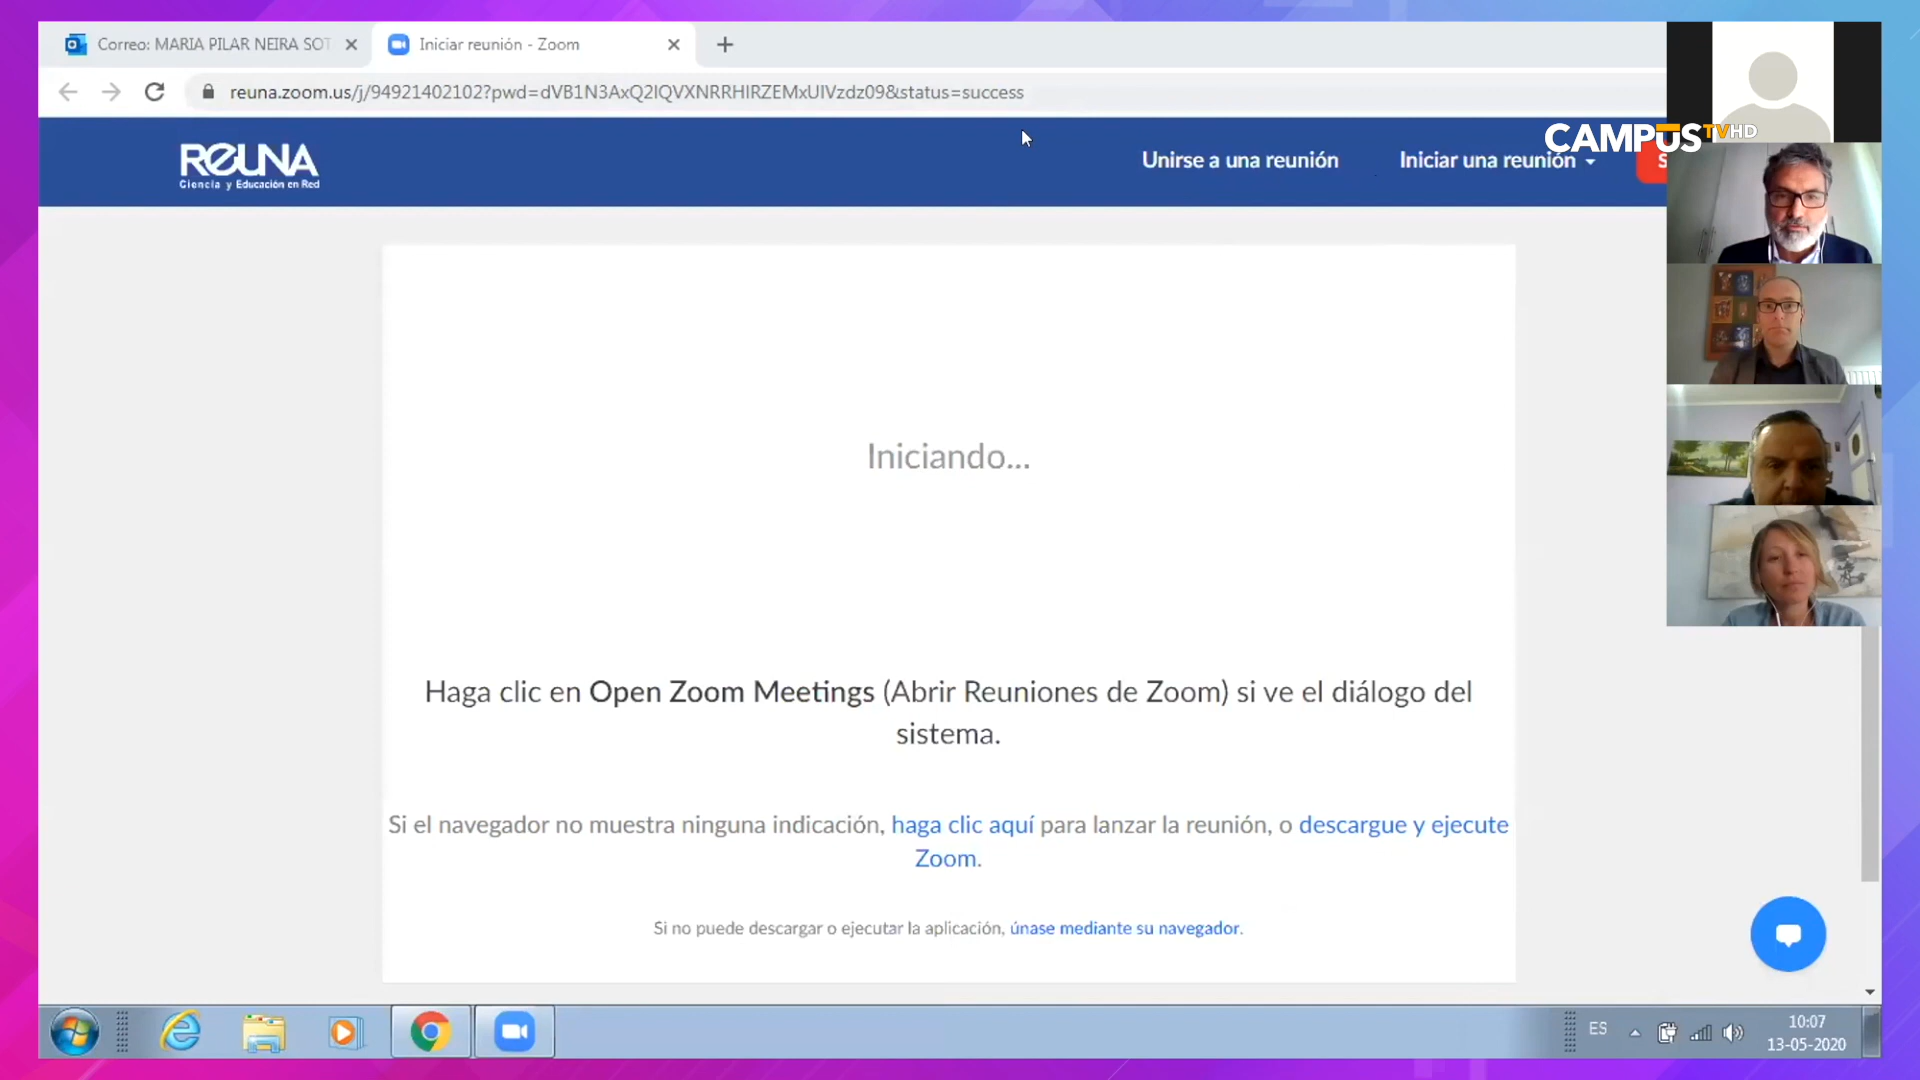 Correo: MARIA PILAR NEIRA SOT
Iniciar reunión - Zoom
reuna.zoom.us/j/94921402102?pwd=dVB1N3AxQ2lQVXNRRHlRZEMxUlVzdz09&status=success
REUNA
Ciencia y Educación en Red
Unirse a una reunión
Iniciar una reunión
S
CAMPUS TVHD
Iniciando...
Haga clic en Open Zoom Meetings (Abrir Reuniones de Zoom) si ve el diálogo del
sistema.
Si el navegador no muestra ninguna indicación, haga clic aquí para lanzar la reunión, o descargue y ejecute
Zoom.
Si no puede descargar o ejecutar la aplicación, únase mediante su navegador.
ES
10:07
13-05-2020